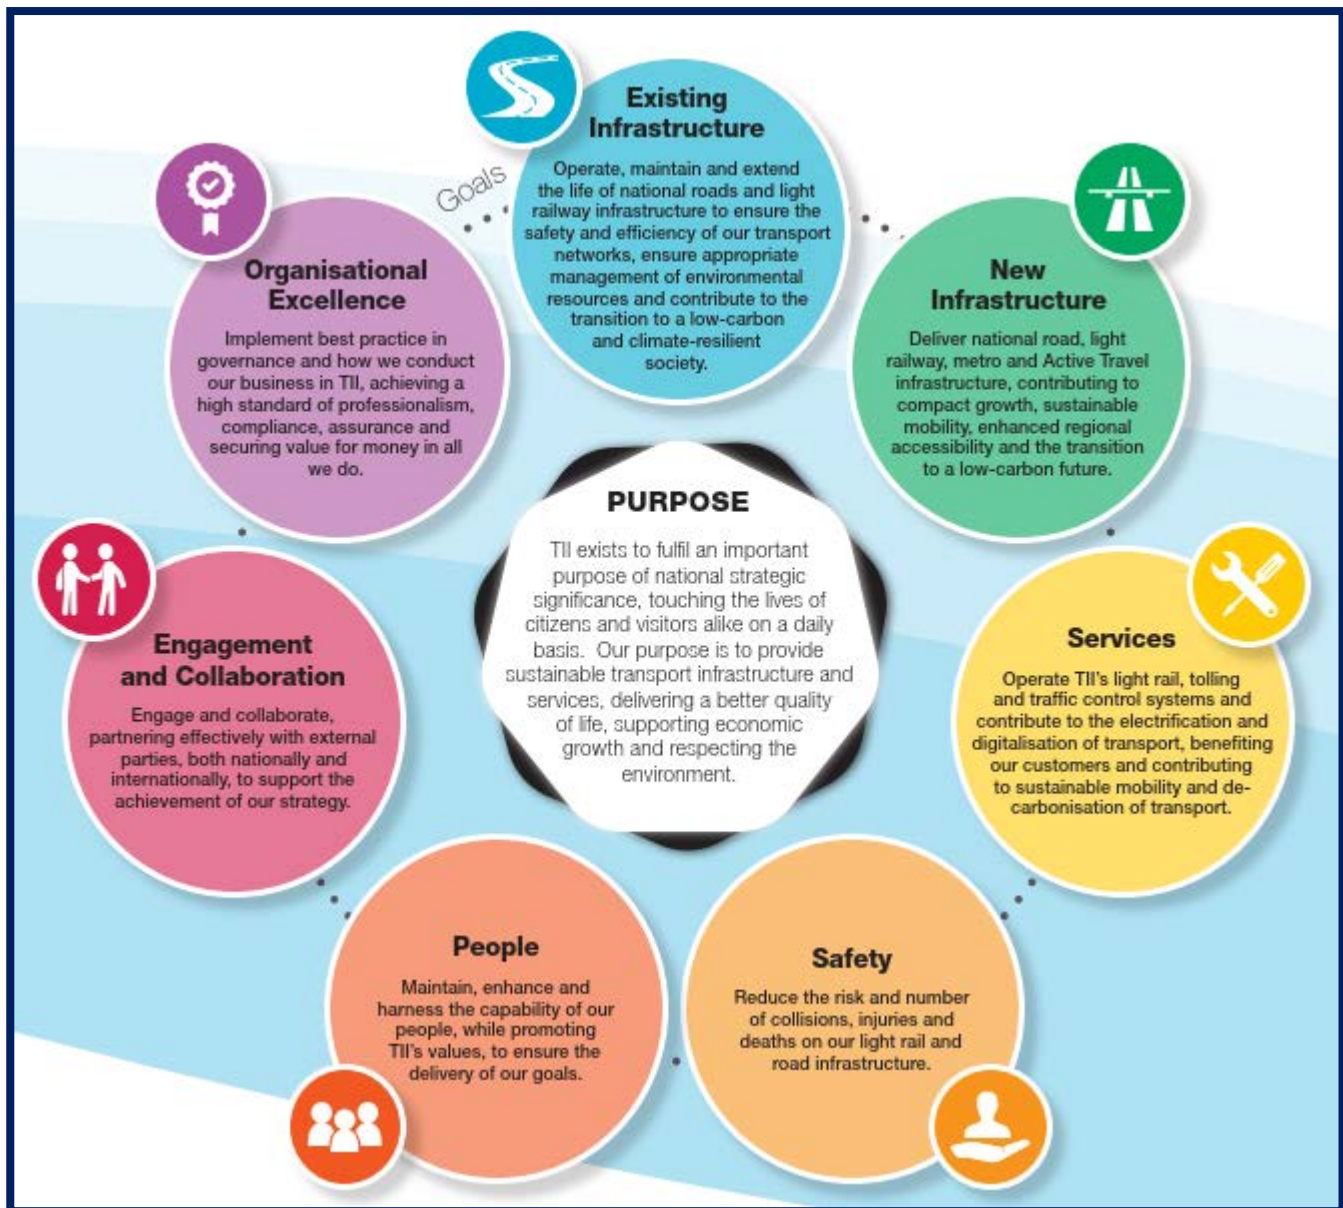 Goals
Existing
Infrastructure
Operate, maintain and extend
the life of national roads and light
railway infrastructure to ensure the
safety and efficiency of our transport
networks, ensure appropriate
management of environmental
resources and contribute to the
transition to a low-carbon
and climate-resilient
society.
New
Infrastructure
Deliver national road, light
railway, metro and Active Travel
infrastructure, contributing to
compact growth, sustainable
mobility, enhanced regional
accessibility and the transition
to a low-carbon future.
Services
Operate TII's light rail, tolling
and traffic control systems and
contribute to the electrification and
digitalisation of transport, benefiting
our customers and contributing
to sustainable mobility and de-
carbonisation of transport.
Safety
Reduce the risk and number
of collisions, injuries and
deaths on our light rail and
road infrastructure.
People
Maintain, enhance and
harness the capability of our
people, while promoting
TII's values, to ensure the
delivery of our goals.
Engagement
and Collaboration
Engage and collaborate,
partnering effectively with external
parties, both nationally and
internationally, to support the
achievement of our strategy.
Organisational
Excellence
Implement best practice in
governance and how we conduct
our business in TII, achieving a
high standard of professionalism,
compliance, assurance and
securing value for money in all
we do.
PURPOSE
TII exists to fulfil an important
purpose of national strategic
significance, touching the lives of
citizens and visitors alike on a daily
basis. Our purpose is to provide
sustainable transport infrastructure and
services, delivering a better quality
of life, supporting economic
growth and respecting the
environment.